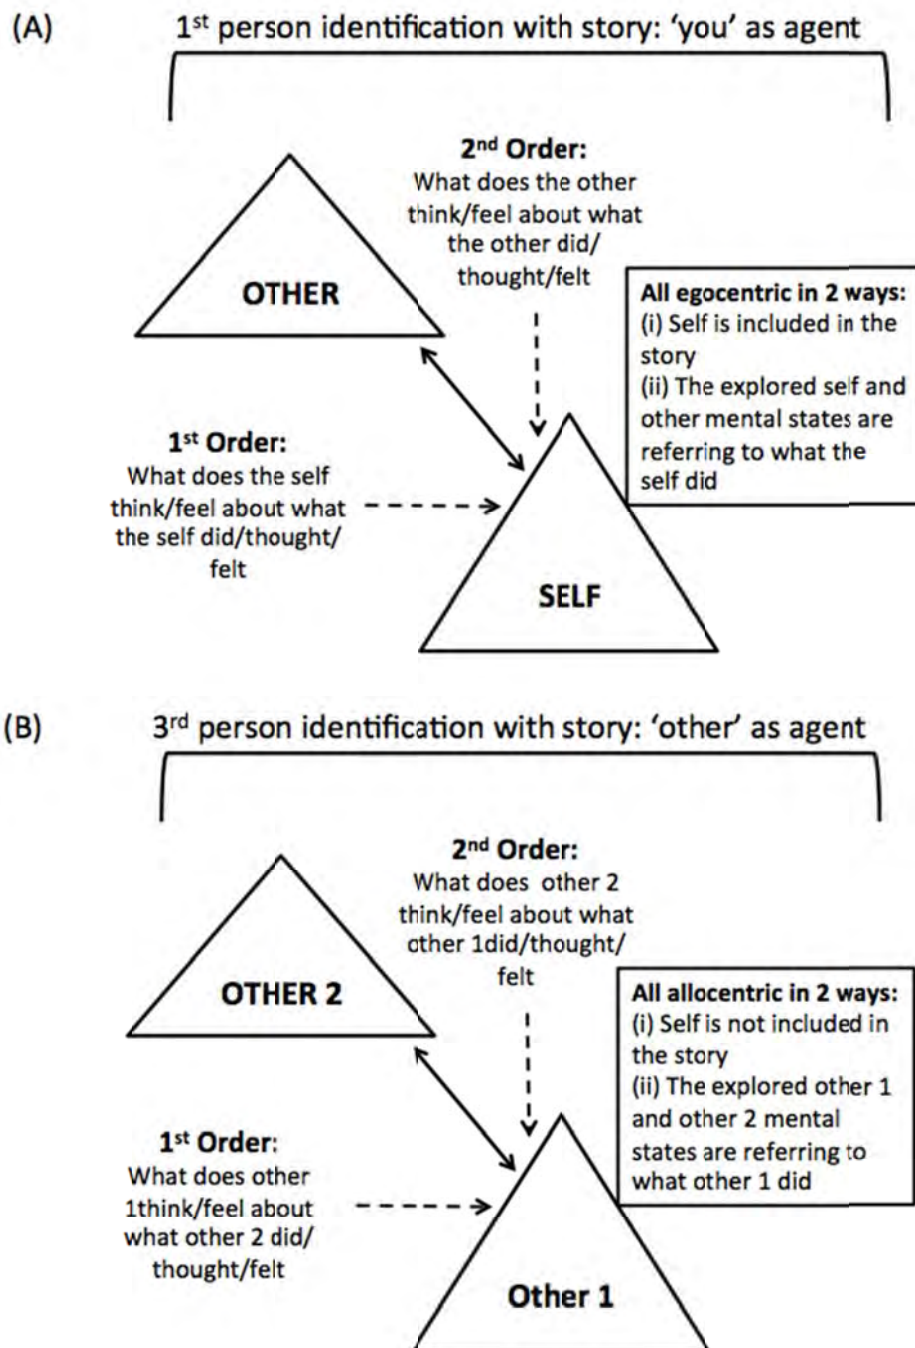 (A) 1st person identification with story: 'you' as agent
2nd Order:
What does the other
think/feel about what
the other did/
thought/felt
OTHER
All egocentric in 2 ways:
(i) Self is included in the
story
(ii) The explored self and
other mental states are
referring to what the
self did
1st Order:
What does the self
think/feel about what
the self did/thought/
felt
SELF
(B) 3rd person identification with story: 'other' as agent
2nd Order:
What does other 2
think/feel about what
other 1did/thought/
felt
OTHER 2
All allocentric in 2 ways:
(i) Self is not included in
the story
(ii) The explored other 1
and other 2 mental
states are referring to
what other 1 did
1st Order:
What does other
1think/feel about
what other 2 did/
thought/felt
Other 1